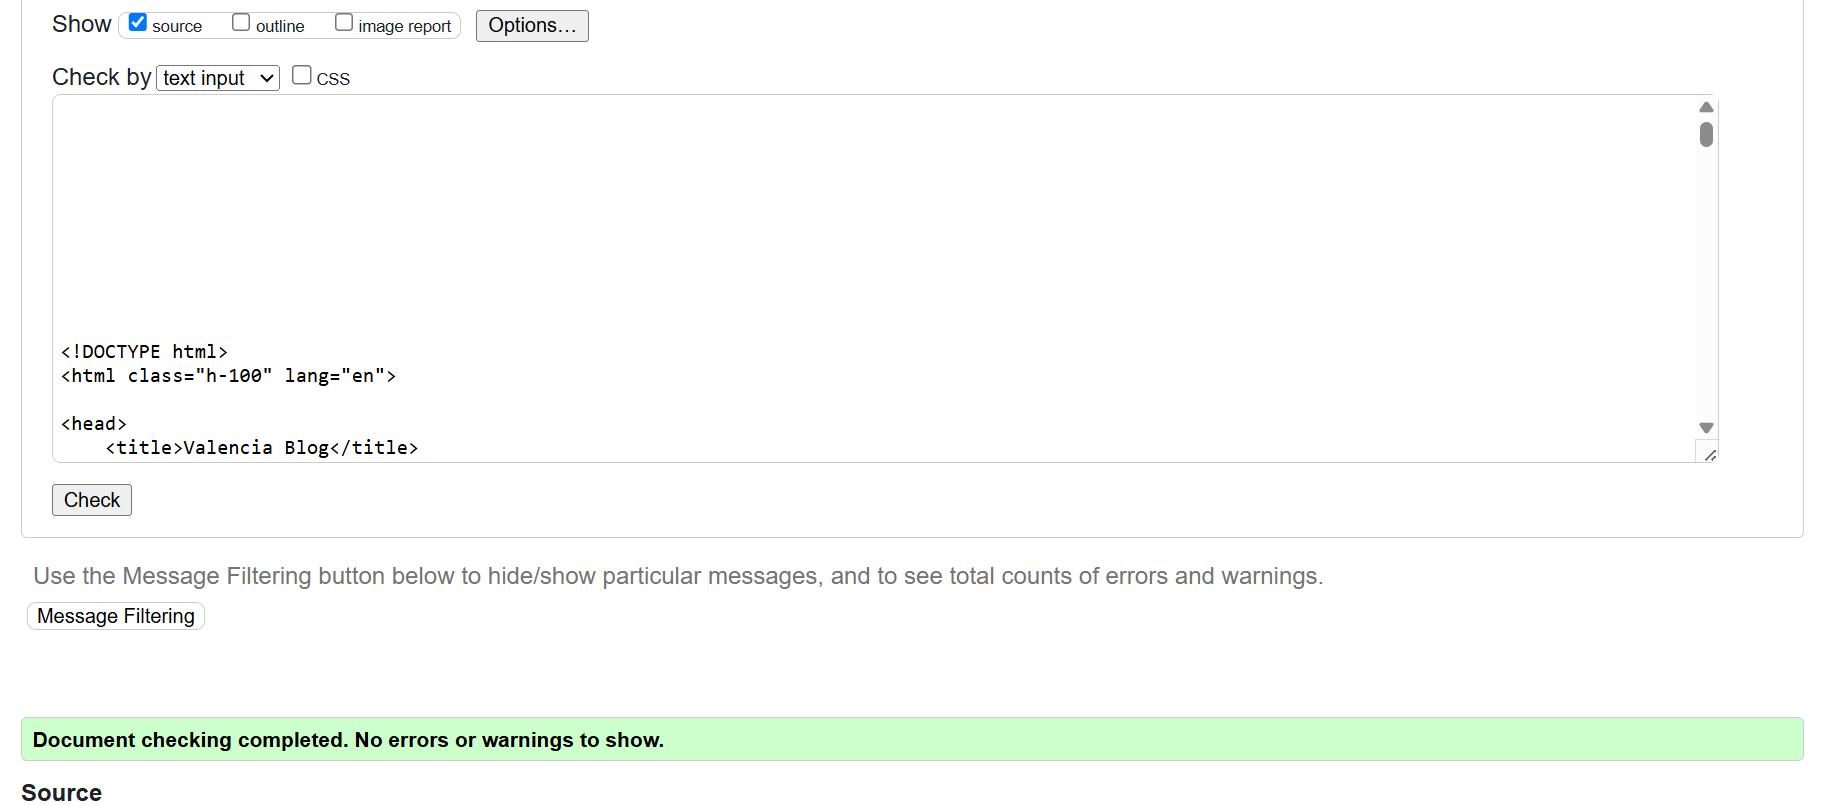 Show source outline image report Options...
Check by text input CSS
<!DOCTYPE html>
<html class="h-100" lang="en">
<head>
    <title>Valencia Blog</title>
Check
Use the Message Filtering button below to hide/show particular messages, and to see total counts of errors and warnings.
Message Filtering
Document checking completed. No errors or warnings to show.
Source